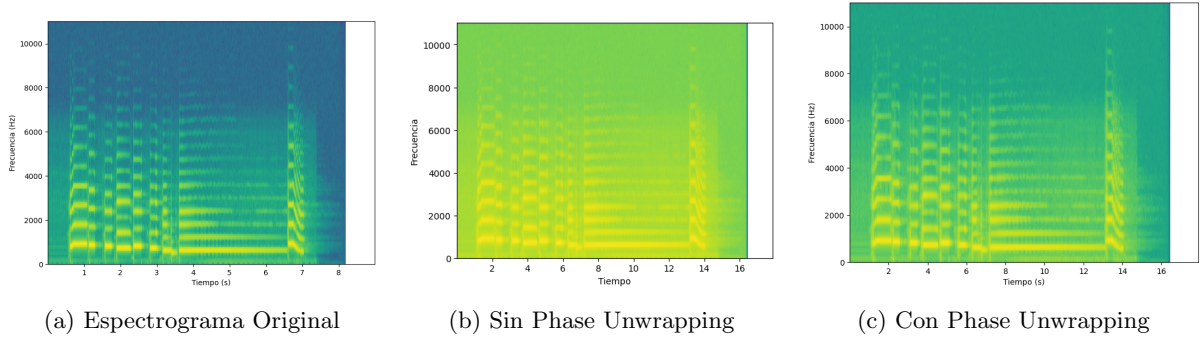 10000
8000
6000
4000
2000
0
Frecuencia (Hz)
1 2 3 4 5 6 7 8
Tiempo (s)
(a) Espectrograma Original
10000
8000
6000
4000
2000
0
Frecuencia
2 4 6 8 10 12 14 16
Tiempo
(b) Sin Phase Unwrapping
10000
8000
6000
4000
2000
0
Frecuencia (Hz)
2 4 6 8 10 12 14 16
Tiempo (s)
(c) Con Phase Unwrapping